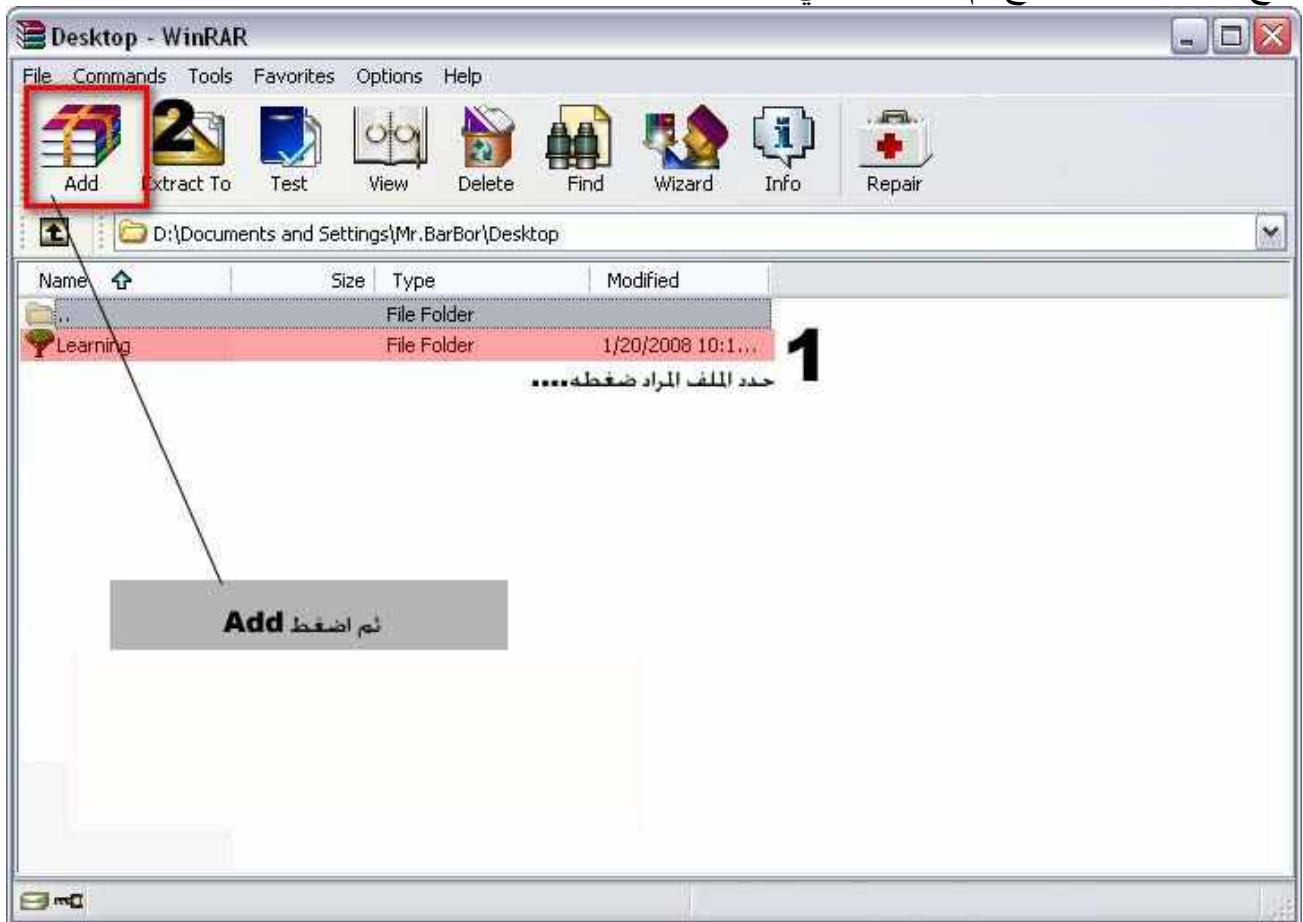 Desktop - WinRAR
File Commands Tools Favorites Options Help
2
Add Extract To Test View Delete Find Wizard Info Repair
D:\Documents and Settings\Mr.BarBor\Desktop
Name Size Type Modified
.. File Folder
Learning File Folder 1/20/2008 10:1...
1
حدد الملف المراد ضغطه....
ثم اضغط Add